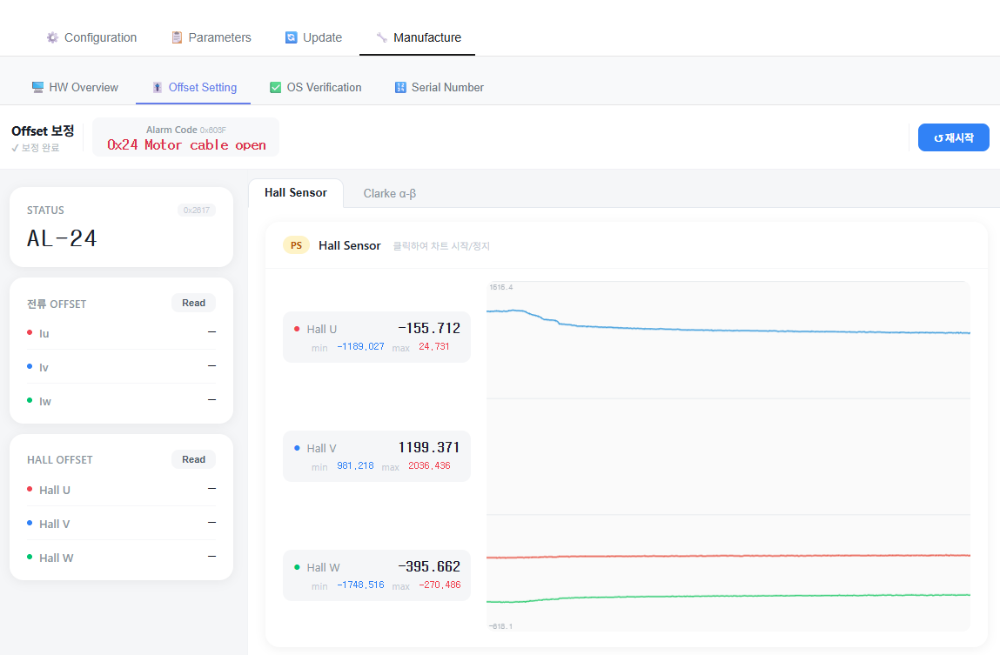 Configuration Parameters Update Manufacture
HW Overview Offset Setting OS Verification Serial Number
Offset 보정
✓ 보정 완료
Alarm Code 0x603F
0x24 Motor cable open
↺ 재시작
STATUS 0x2617
AL-24
전류 OFFSET Read
Iu –
Iv –
Iw –
HALL OFFSET Read
Hall U –
Hall V –
Hall W –
Hall Sensor Clarke α-β
PS Hall Sensor 클릭하여 차트 시작/정지
Hall U -155.712
min -1189,027 max 24,731
Hall V 1199.371
min 981,218 max 2036,436
Hall W -395.662
min -1748,516 max -270,486
1515.4
-618.1